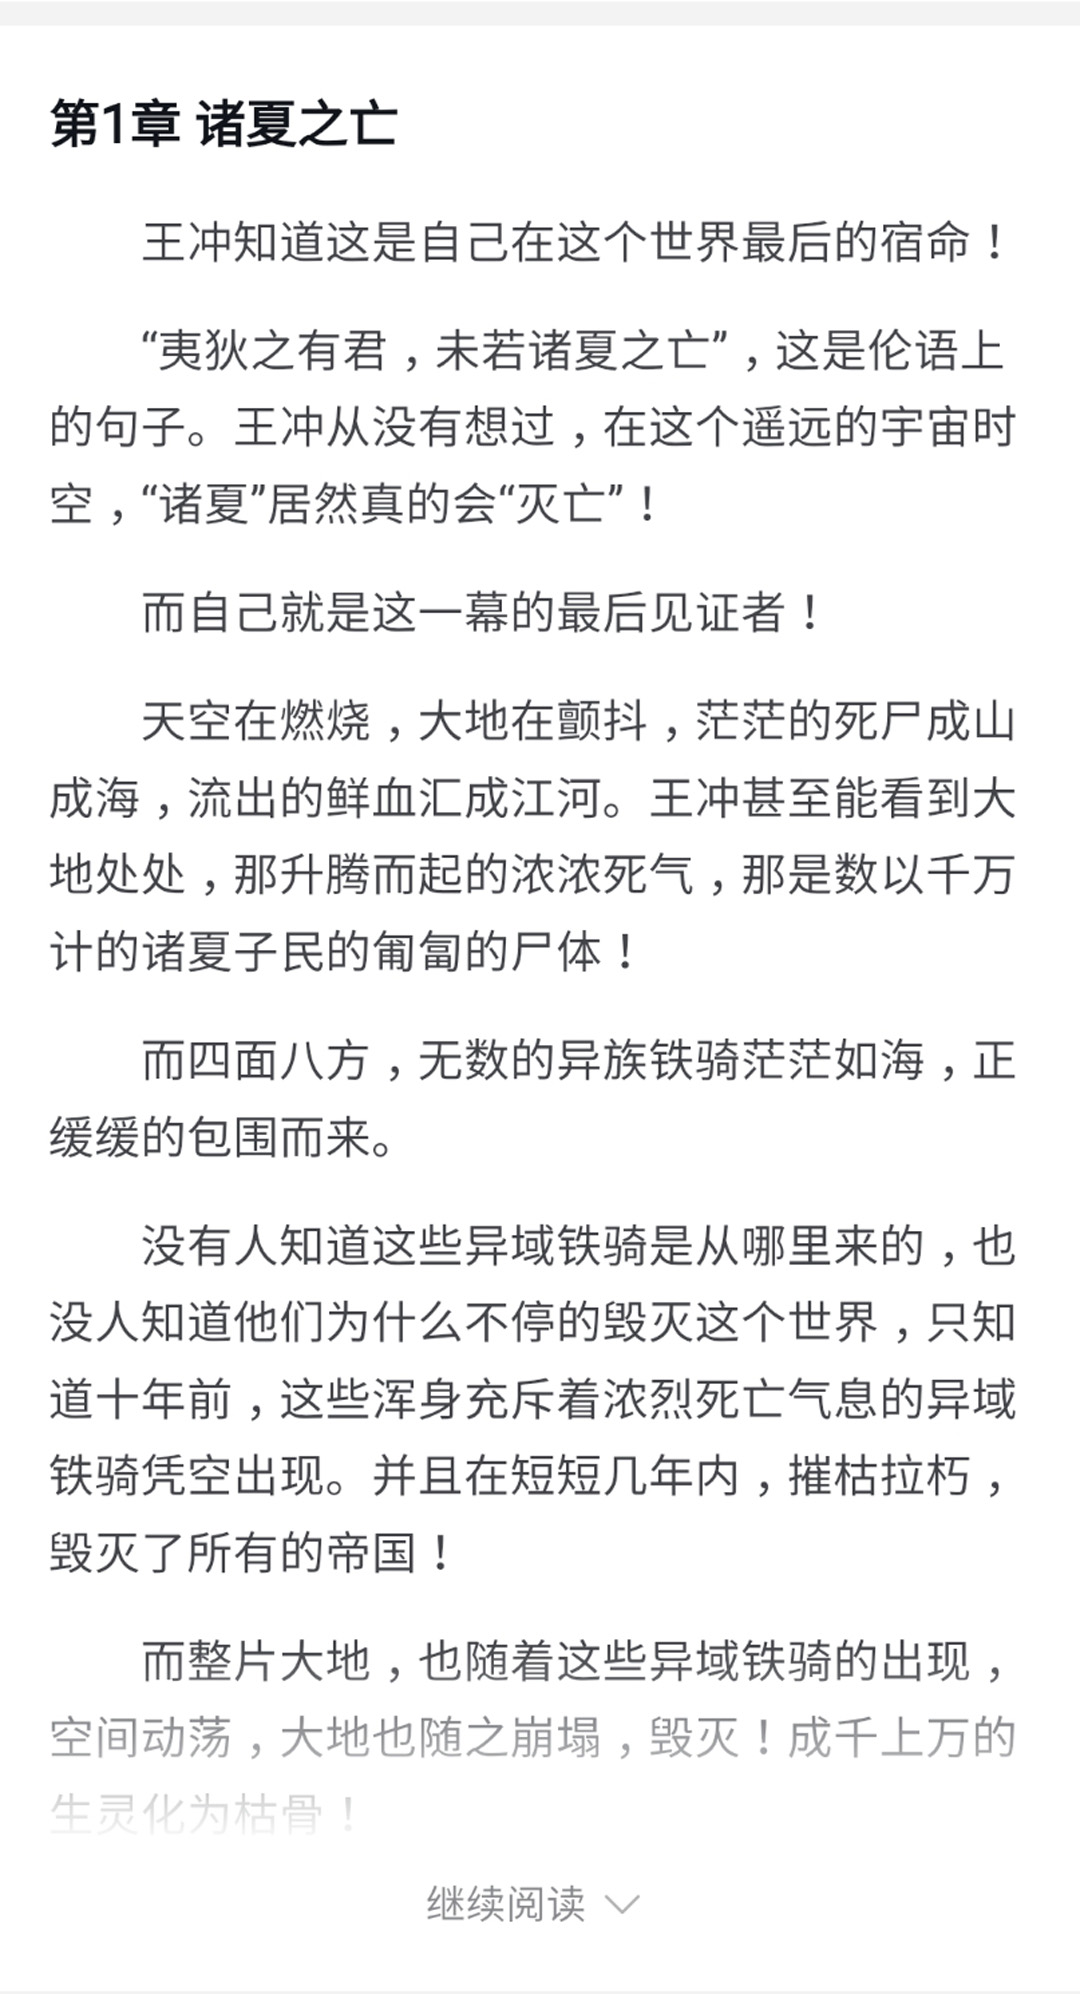 第1章 诸夏之亡
王冲知道这是自己在这个世界最后的宿命！
“夷狄之有君，未若诸夏之亡”，这是伦语上
的句子。王冲从没有想过，在这个遥远的宇宙时
空，“诸夏”居然真的会“灭亡”！
而自己就是这一幕的最后见证者！
天空在燃烧，大地在颤抖，茫茫的死尸成山
成海，流出的鲜血汇成江河。王冲甚至能看到大
地处处，那升腾而起的浓浓死气，那是数以千万
计的诸夏子民的匍匐的尸体！
而四面八方，无数的异族铁骑茫茫如海，正
缓缓的包围而来。
没有人知道这些异域铁骑是从哪里来的，也
没人知道他们为什么不停的毁灭这个世界，只知
道十年前，这些浑身充斥着浓烈死亡气息的异域
铁骑凭空出现。并且在短短几年内，摧枯拉朽，
毁灭了所有的帝国！
而整片大地，也随着这些异域铁骑的出现，
空间动荡，大地也随之崩塌，毁灭！成千上万的
生灵化为枯骨！
继续阅读